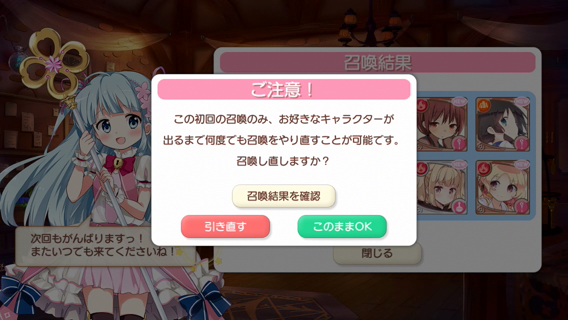 召喚結果
ご注意！
この初回の召喚のみ、お好きなキャラクターが
出るまで何度でも召喚をやり直すことが可能です。
召喚し直しますか？
召喚結果を確認
引き直す
このままOK
次回もがんばりますっ！
またいつでも来てくださいね！
閉じる